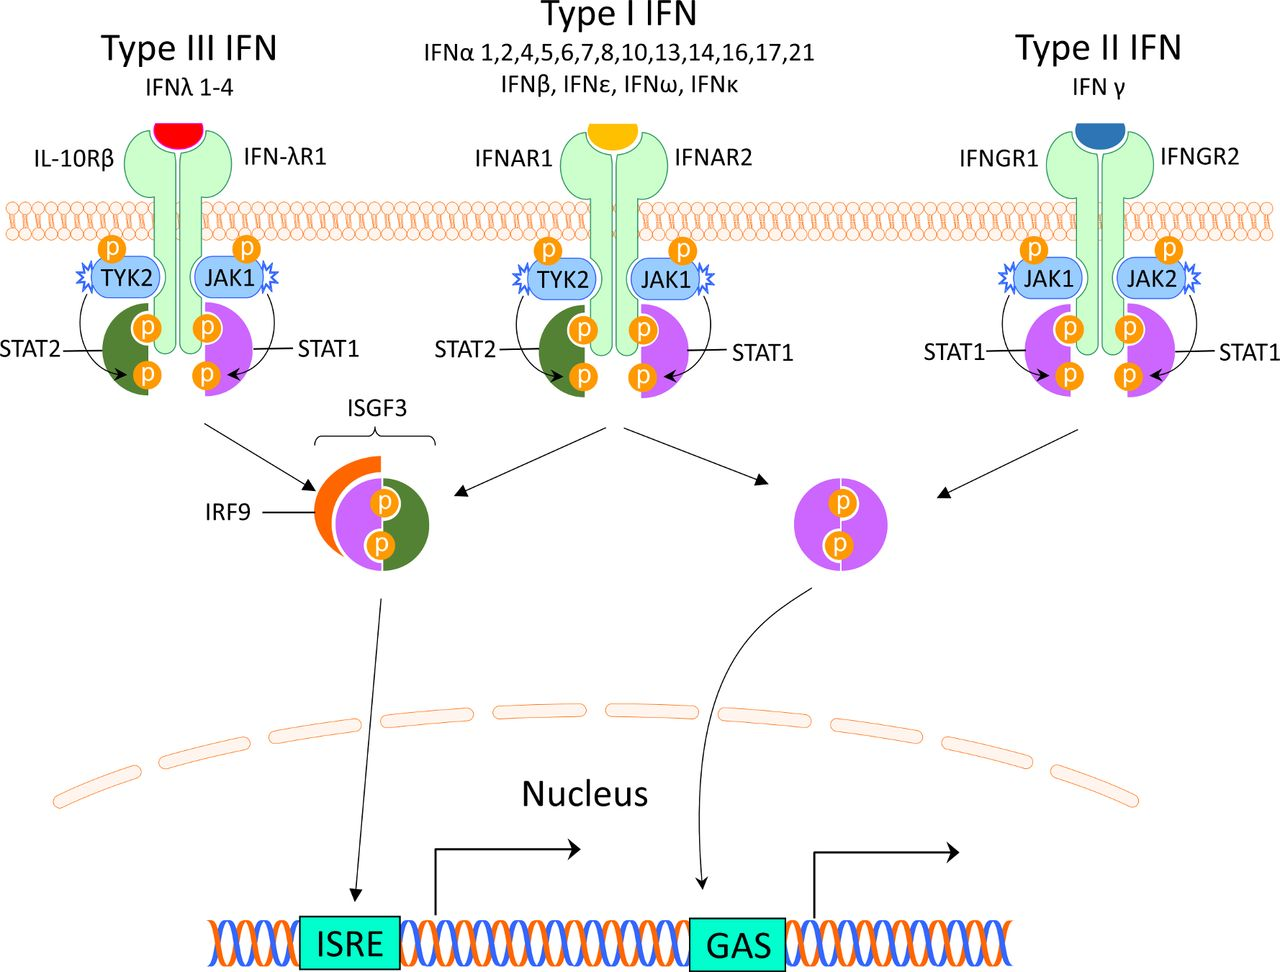 Type III IFN
IFNλ 1-4
Type I IFN
IFNα 1,2,4,5,6,7,8,10,13,14,16,17,21
IFNβ, IFNε, IFNω, IFNκ
Type II IFN
IFN γ
IL-10Rβ
IFN-λR1
IFNAR1
IFNAR2
IFNGR1
IFNGR2
p
p
p
p
p
p
TYK2
JAK1
TYK2
JAK1
JAK1
JAK2
p
p
p
p
p
p
STAT2
STAT1
STAT2
STAT1
STAT1
STAT1
p
p
p
p
p
p
ISGF3
IRF9
p
p
p
p
Nucleus
ISRE
GAS